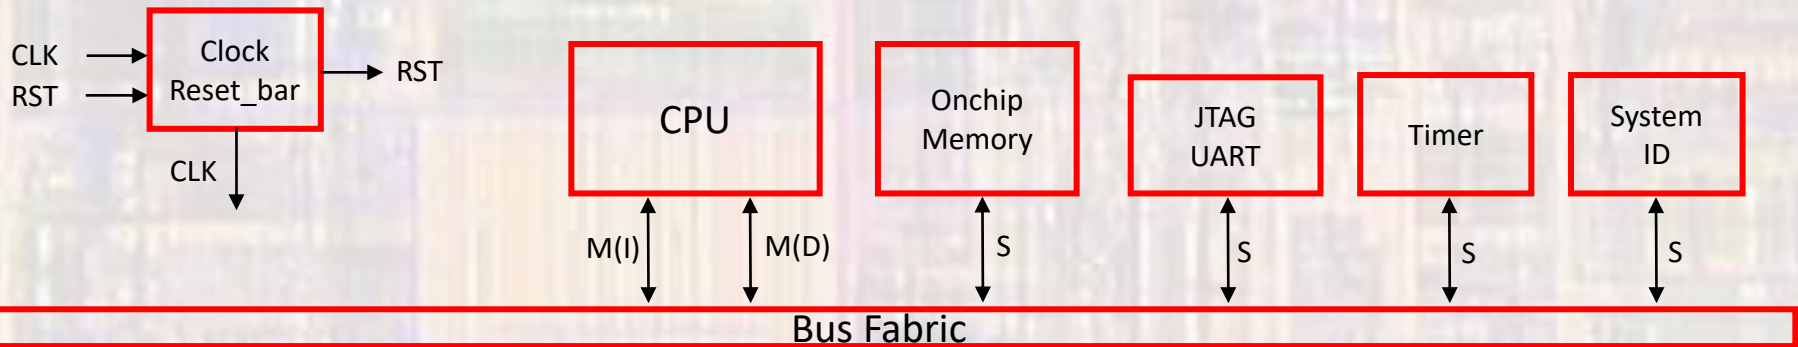 CLK
RST
Clock
Reset_bar
RST
CLK
CPU
Onchip
Memory
JTAG
UART
Timer
System
ID
M(I)
M(D)
S
S
S
S
Bus Fabric